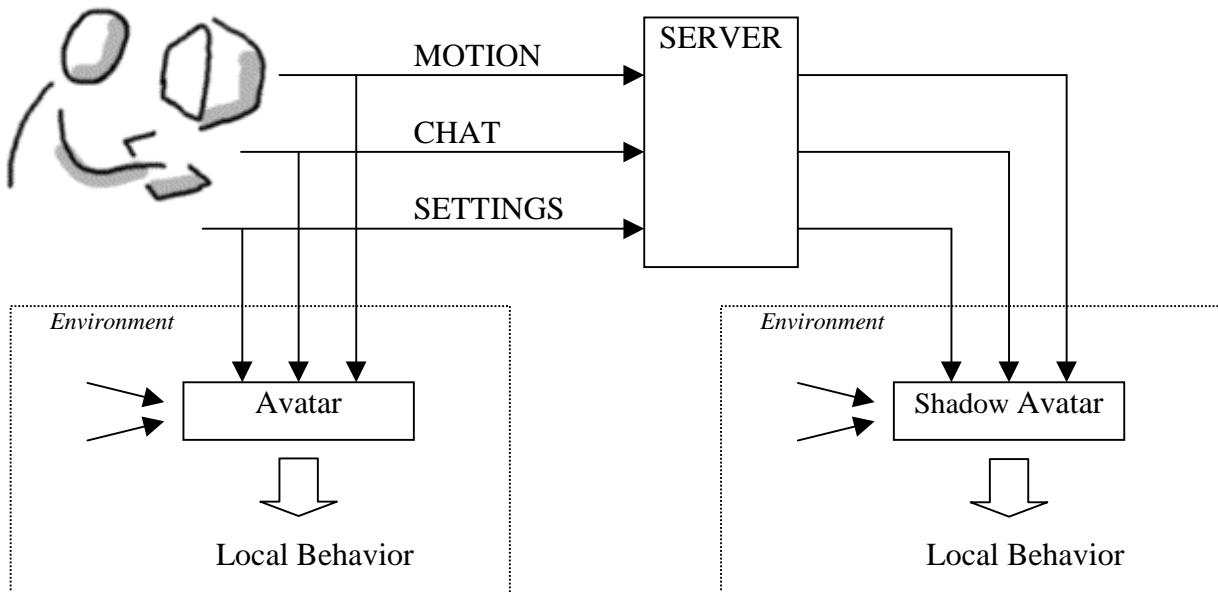 SERVER
MOTION
CHAT
SETTINGS
Environment
Avatar
Local Behavior
Environment
Shadow Avatar
Local Behavior